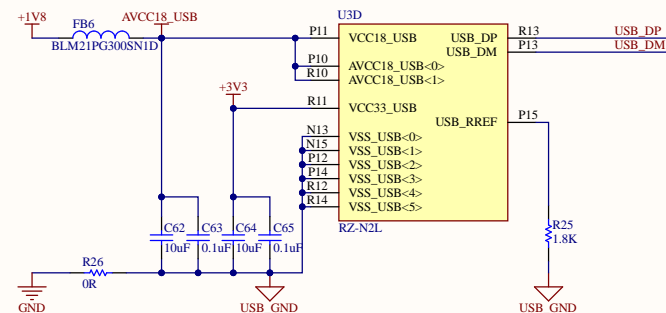 +1V8
FB6
BLM21PG300SN1D
AVCC18_USB
+3V3
U3D
P11 VCC18_USB USB_DP R13 USB_DP
USB_DM P13 USB_DM
P10 AVCC18_USB<0>
R10 AVCC18_USB<1>
R11 VCC33_USB
USB_RREF P15
N13 VSS_USB<0>
N15 VSS_USB<1>
P12 VSS_USB<2>
P14 VSS_USB<3>
R12 VSS_USB<4>
R14 VSS_USB<5>
RZ-N2L
C62 C63 C64 C65
10uF 0.1uF 10uF 0.1uF
R25
1.8K
R26
0R
GND
USB_GND
USB_GND